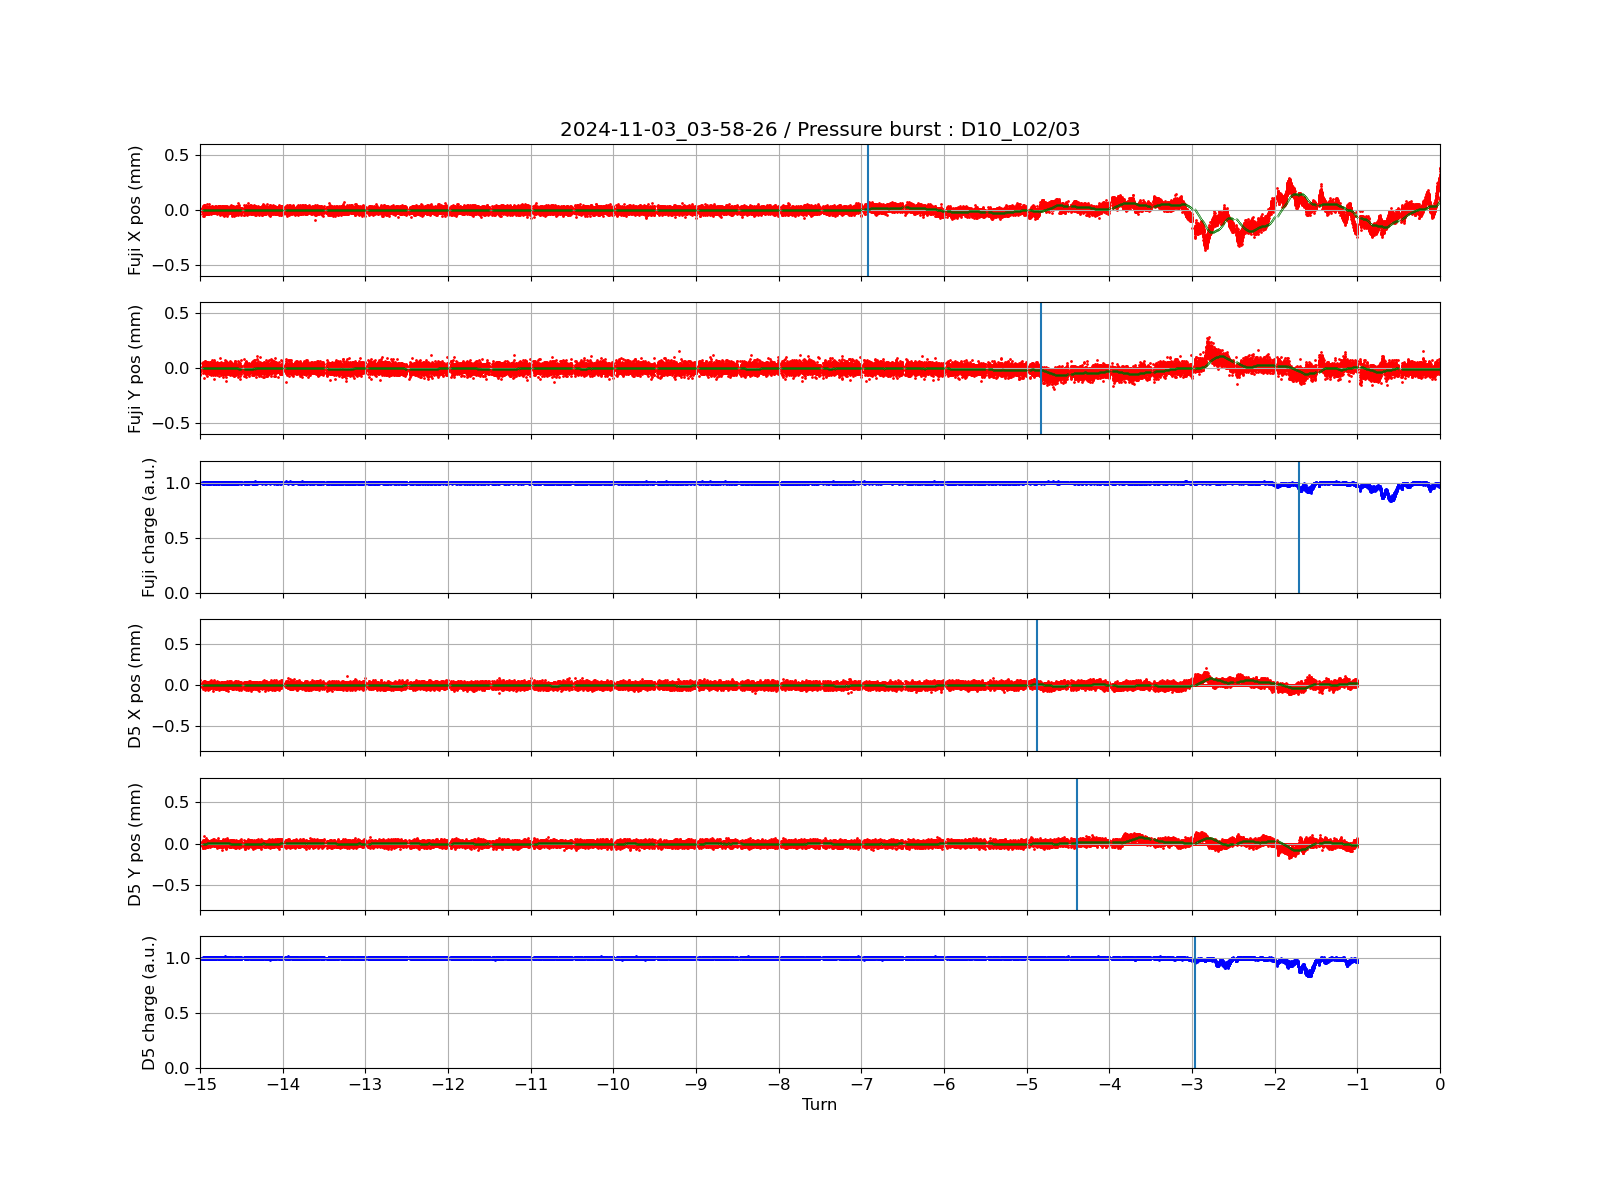 2024-11-03_03-58-26 / Pressure burst : D10_L02/03
Fuji X pos (mm)
0.5
0.0
−0.5
Fuji Y pos (mm)
0.5
0.0
−0.5
Fuji charge (a.u.)
1.0
0.5
0.0
D5 X pos (mm)
0.5
0.0
−0.5
D5 Y pos (mm)
0.5
0.0
−0.5
D5 charge (a.u.)
1.0
0.5
0.0
−15 −14 −13 −12 −11 −10 −9 −8 −7 −6 −5 −4 −3 −2 −1 0
Turn